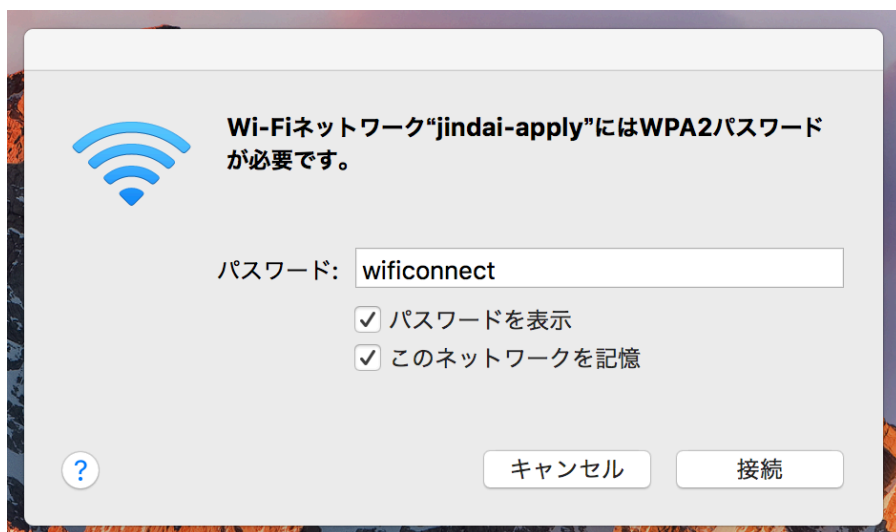 Wi-Fiネットワーク“jindai-apply”にはWPA2パスワード
が必要です。
パスワード: wificonnect
パスワードを表示
このネットワークを記憶
? キャンセル 接続